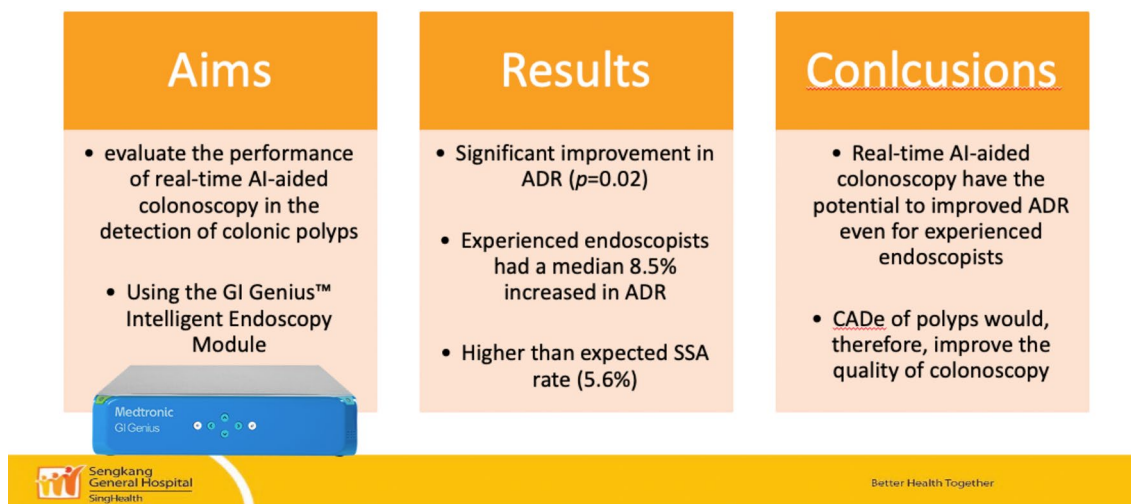 Aims
• evaluate the performance
of real-time AI-aided
colonoscopy in the
detection of colonic polyps
• Using the GI Genius™
Intelligent Endoscopy
Module
Medtronic
GI Genius
Results
• Significant improvement in
ADR (p=0.02)
• Experienced endoscopists
had a median 8.5%
increased in ADR
• Higher than expected SSA
rate (5.6%)
Conlcusions
• Real-time AI-aided
colonoscopy have the
potential to improved ADR
even for experienced
endoscopists
• CADe of polyps would,
therefore, improve the
quality of colonoscopy
Sengkang
General Hospital
SingHealth
Better Health Together